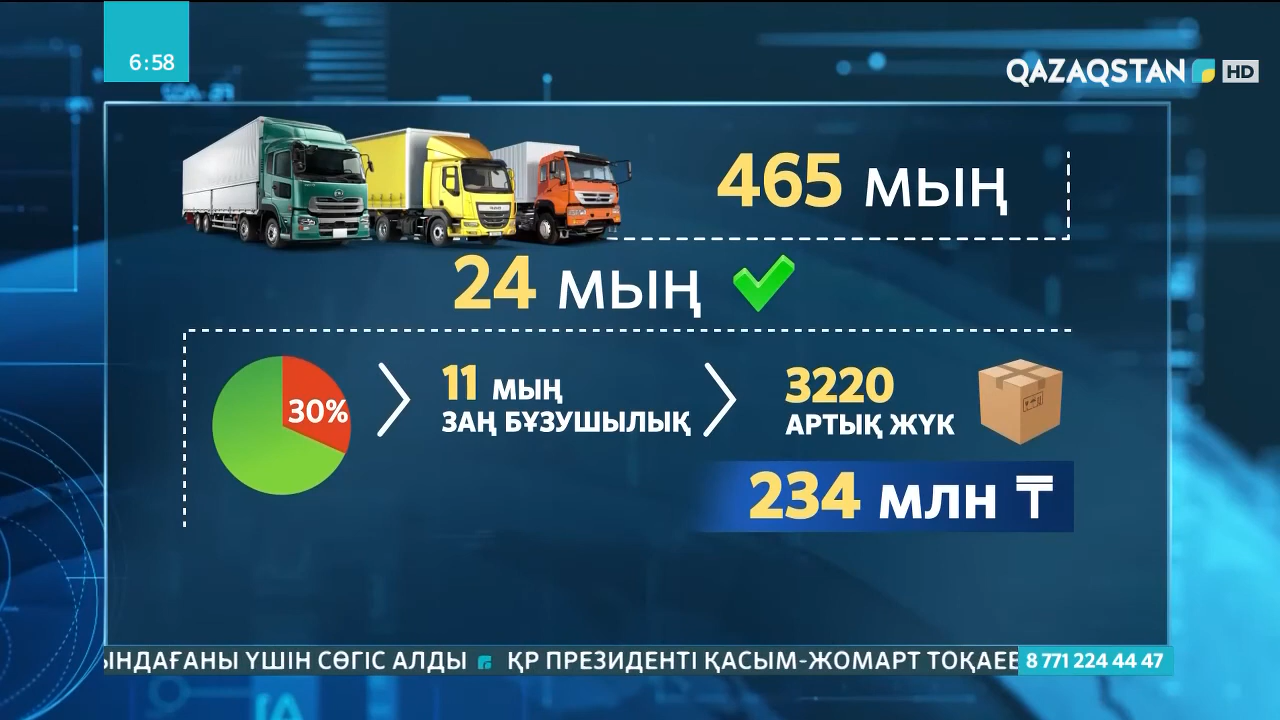 6:58
QAZAQSTAN HD
465 МЫҢ
24 МЫҢ
30%
11 МЫҢ
ЗАҢ БҰЗУШЫЛЫҚ
3220
АРТЫҚ ЖҮК
234 МЛН ₸
ЫНДАҒАНЫ ҮШІН СӨГІС АЛДЫ ҚР ПРЕЗИДЕНТІ ҚАСЫМ-ЖОМАРТ ТОҚАЕВ
8 771 224 44 47